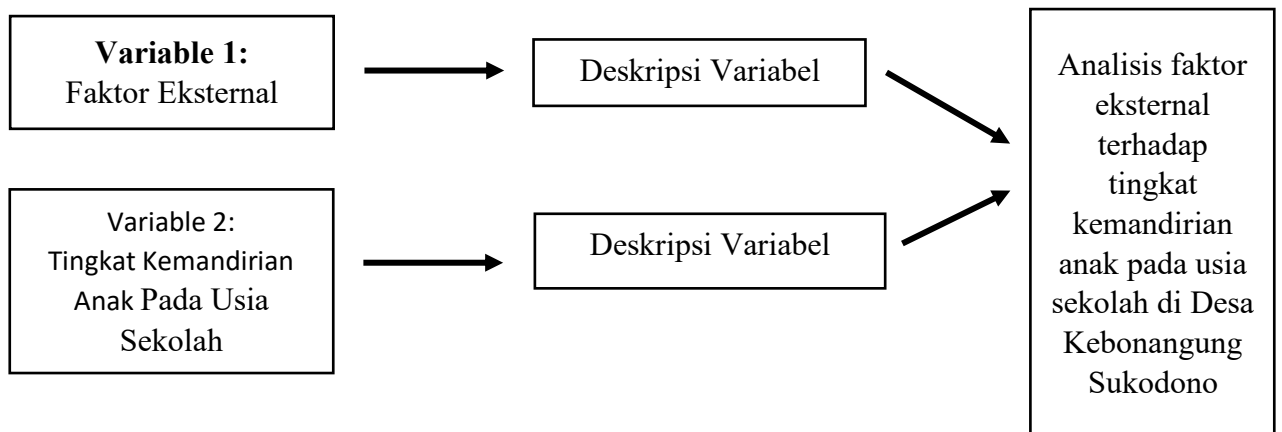 Variable 1:
Faktor Eksternal
Deskripsi Variabel
Variable 2:
Tingkat Kemandirian
Anak Pada Usia
Sekolah
Deskripsi Variabel
Analisis faktor
eksternal
terhadap
tingkat
kemandirian
anak pada usia
sekolah di Desa
Kebonangung
Sukodono